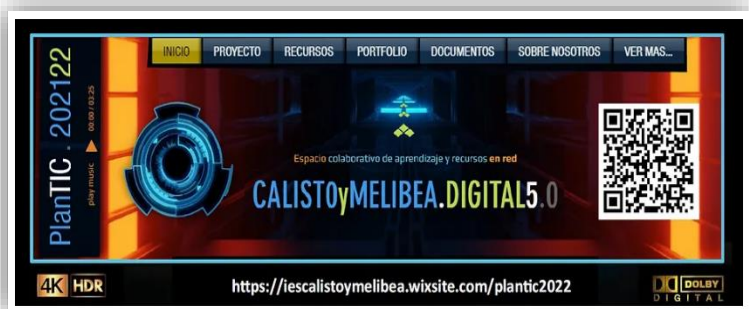 INICIO PROYECTO RECURSOS PORTFOLIO DOCUMENTOS SOBRE NOSOTROS VER MAS...
PlanTIC . 202122
play music 00:00 / 03:25
Espacio colaborativo de aprendizaje y recursos en red
CALISTOyMELIBEA.DIGITAL5.0
4K HDR
https://iescalistoymelibea.wixsite.com/plantic2022
DOLBY
DIGITAL